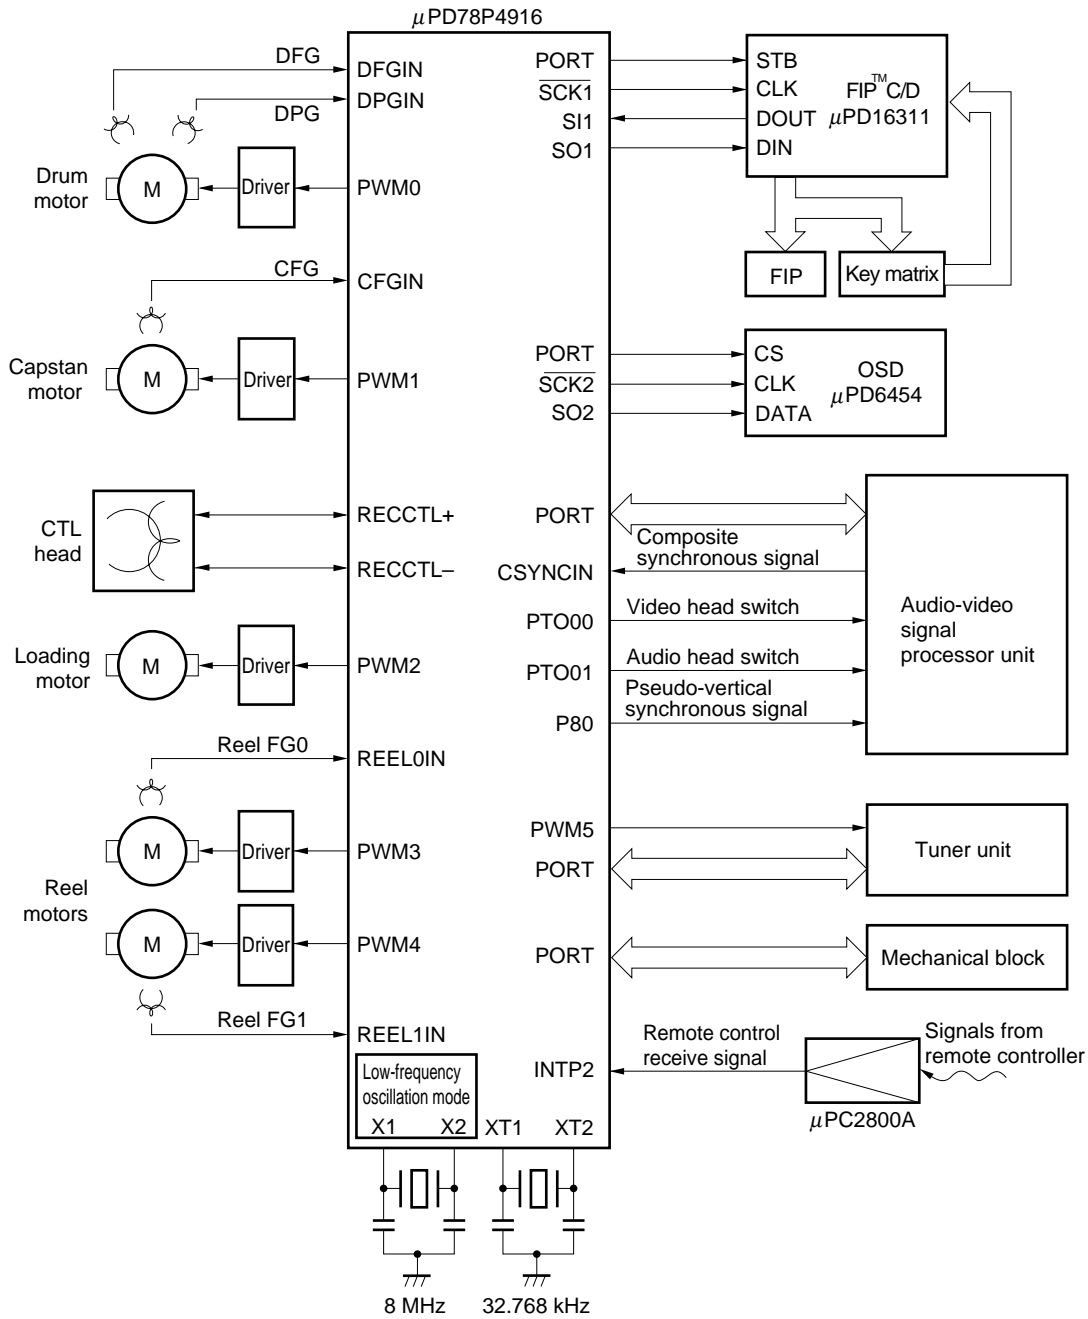 μPD78P4916
DFG
DFGIN
DPGIN
DPG
Drum
motor
M
Driver
PWM0
CFG
CFGIN
Capstan
motor
M
Driver
PWM1
CTL
head
RECCTL+
RECCTL–
Loading
motor
M
Driver
PWM2
Reel FG0
REEL0IN
M
Driver
PWM3
Reel
motors
M
Driver
PWM4
Reel FG1
REEL1IN
Low-frequency
oscillation mode
X1
X2
XT1
XT2
8 MHz
32.768 kHz
PORT
SCK1
SI1
SO1
STB
CLK
DOUT
DIN
FIP™ C/D
μPD16311
FIP
Key matrix
PORT
SCK2
SO2
CS
CLK
DATA
OSD
μPD6454
PORT
Composite
synchronous signal
CSYNCIN
Video head switch
PTO00
Audio head switch
PTO01
Pseudo-vertical
synchronous signal
P80
Audio-video
signal
processor unit
PWM5
PORT
Tuner unit
PORT
Mechanical block
Remote control
receive signal
INTP2
Signals from
remote controller
μPC2800A